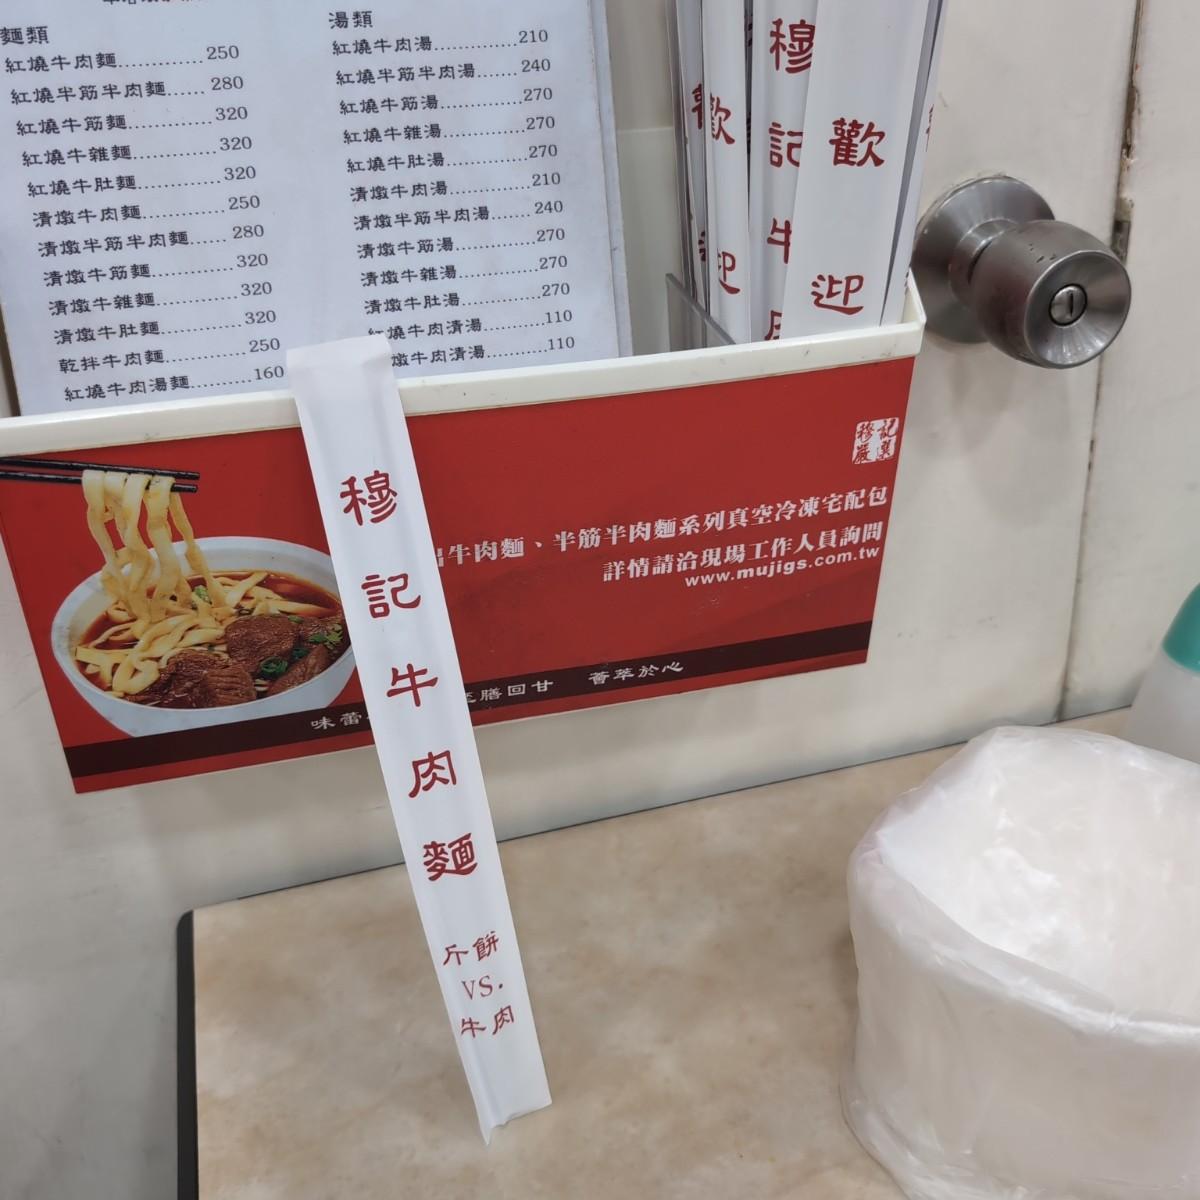 麵類
紅燒牛肉麵............250
紅燒半筋半肉麵......280
紅燒牛筋麵............320
紅燒牛雜麵............320
紅燒牛肚麵............320
清燉牛肉麵............250
清燉半筋半肉麵......280
清燉牛筋麵............320
清燉牛雜麵............320
清燉牛肚麵............320
乾拌牛肉麵............250
紅燒牛肉湯麵.........160
湯類
紅燒牛肉湯............210
紅燒半筋半肉湯......240
紅燒牛筋湯............270
紅燒牛雜湯............270
紅燒牛肚湯............270
清燉牛肉湯............210
清燉半筋半肉湯......240
清燉牛筋湯............270
清燉牛雜湯............270
清燉牛肚湯............270
紅燒牛肉清湯.........110
燉牛肉清湯.........110
歡迎
穆記牛肉
歡迎
牛肉麵、半筋半肉麵系列真空冷凍宅配包
詳情請洽現場工作人員詢問
www.mujigs.com.tw
味蕾
膳回甘 薈萃於心
穆記牛肉麵
斤餅
VS.
牛肉